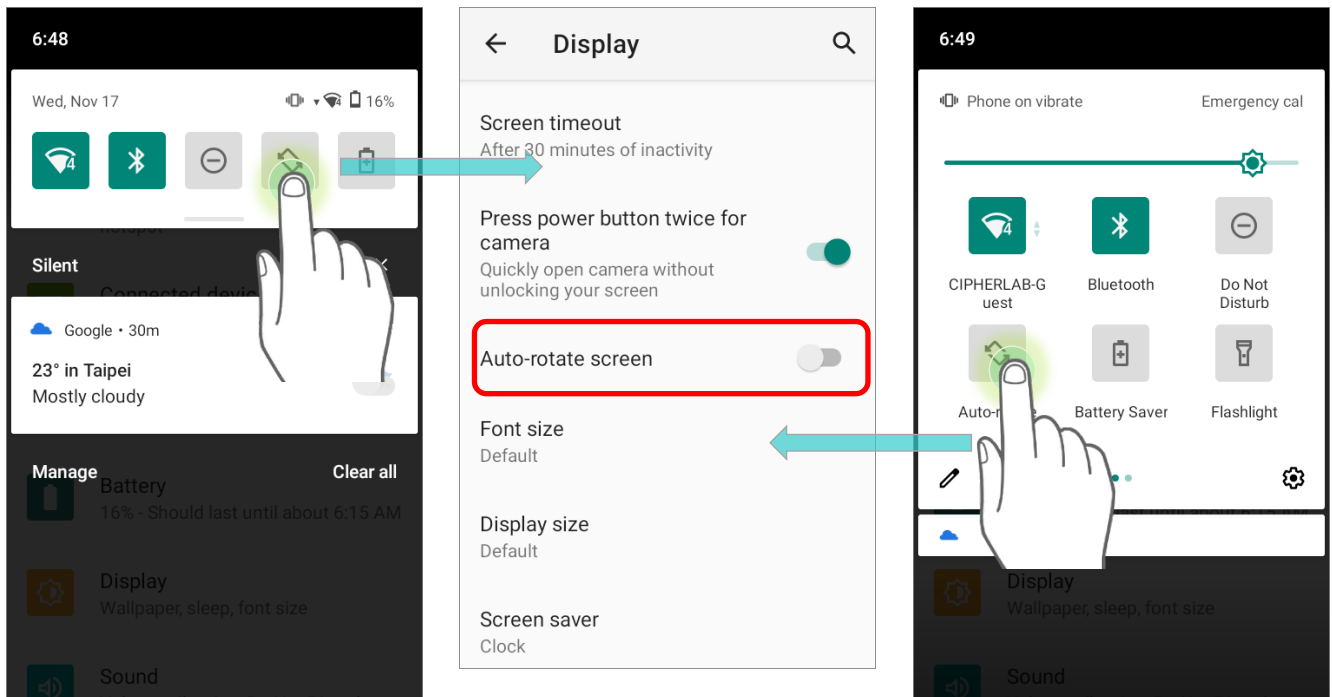 6:48
Wed, Nov 17
16%
4
Silent
Connected devic
Google • 30m
23° in Taipei
Mostly cloudy
Manage
Clear all
Battery
16% - Should last until about 6:15 AM
Display
Wallpaper, sleep, font size
Sound
Display
Screen timeout
After 30 minutes of inactivity
Press power button twice for
camera
Quickly open camera without
unlocking your screen
Auto-rotate screen
Font size
Default
Display size
Default
Screen saver
Clock
6:49
Phone on vibrate
Emergency cal
4
CIPHERLAB-G
uest
Bluetooth
Do Not
Disturb
Battery Saver
Flashlight
Display
Wallpaper, sleep, font size
Sound